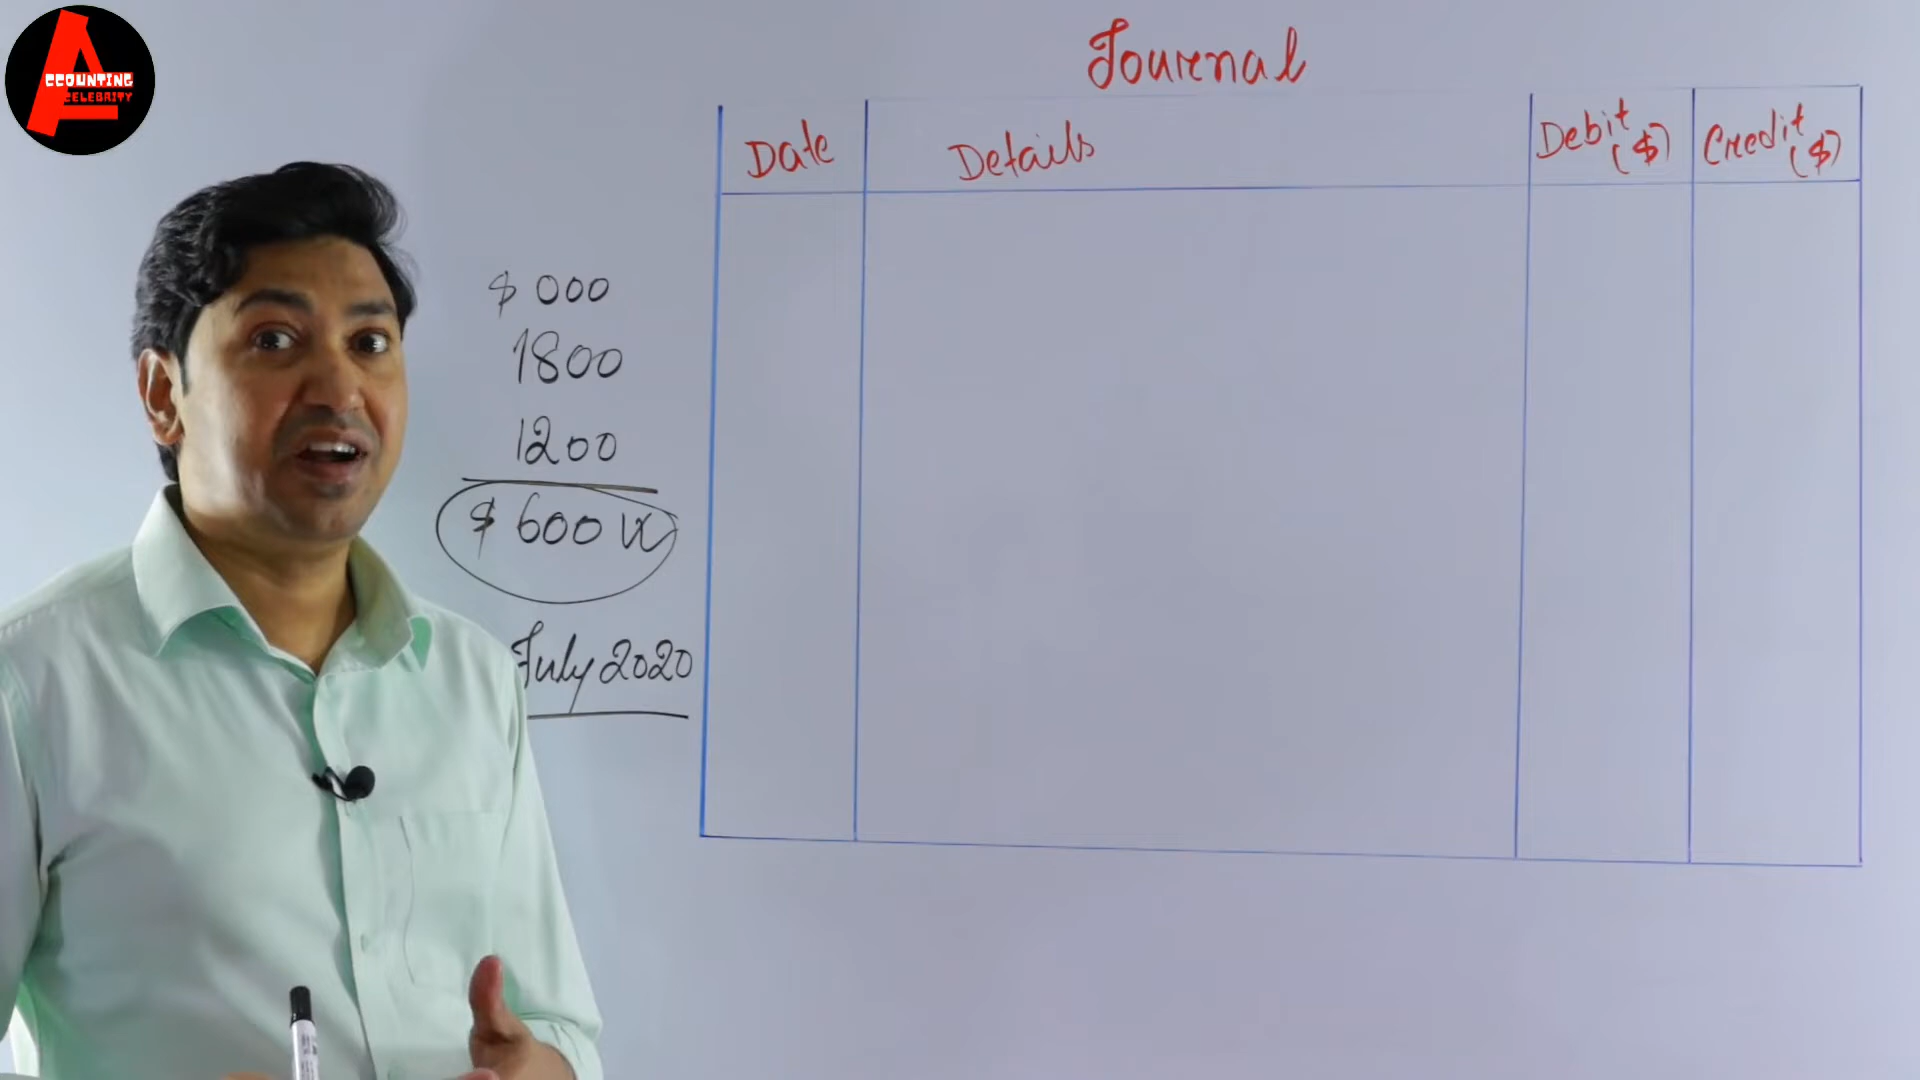 ACCOUNTING
CELEBRITY
Journal
Date Details Debit ($) Credit ($)
$ 000
1800
1200
$ 600 K
July 2020